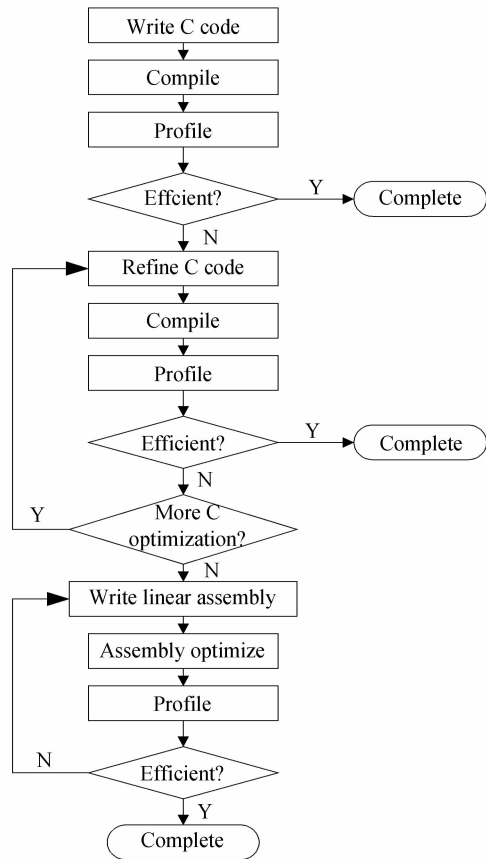 Write C code
Compile
Profile
Effcient?
Y
Complete
N
Refine C code
Compile
Profile
Efficient?
Y
Complete
N
More C
optimization?
Y
N
Write linear assembly
Assembly optimize
Profile
Efficient?
N
Y
Complete